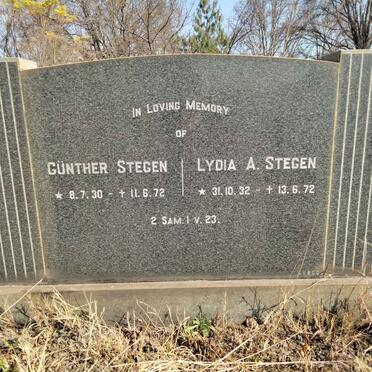 IN LOVING MEMORY
OF
GÜNTHER STEGEN
★ 8.7.30 - † 11.6.72
LYDIA A. STEGEN
★ 31.10.32 - † 13.6.72
2 SAM.I V.23.